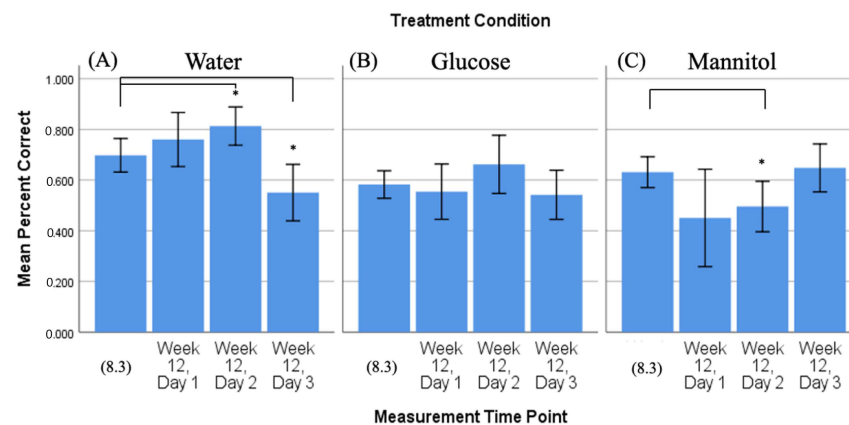 Treatment Condition
(A) Water (B) Glucose (C) Mannitol
Mean Percent Correct
1.000
0.800
0.600
0.400
0.200
0.000
*
*
*
(8.3) Week 12, Day 1 Week 12, Day 2 Week 12, Day 3
(8.3) Week 12, Day 1 Week 12, Day 2 Week 12, Day 3
(8.3) Week 12, Day 1 Week 12, Day 2 Week 12, Day 3
Measurement Time Point